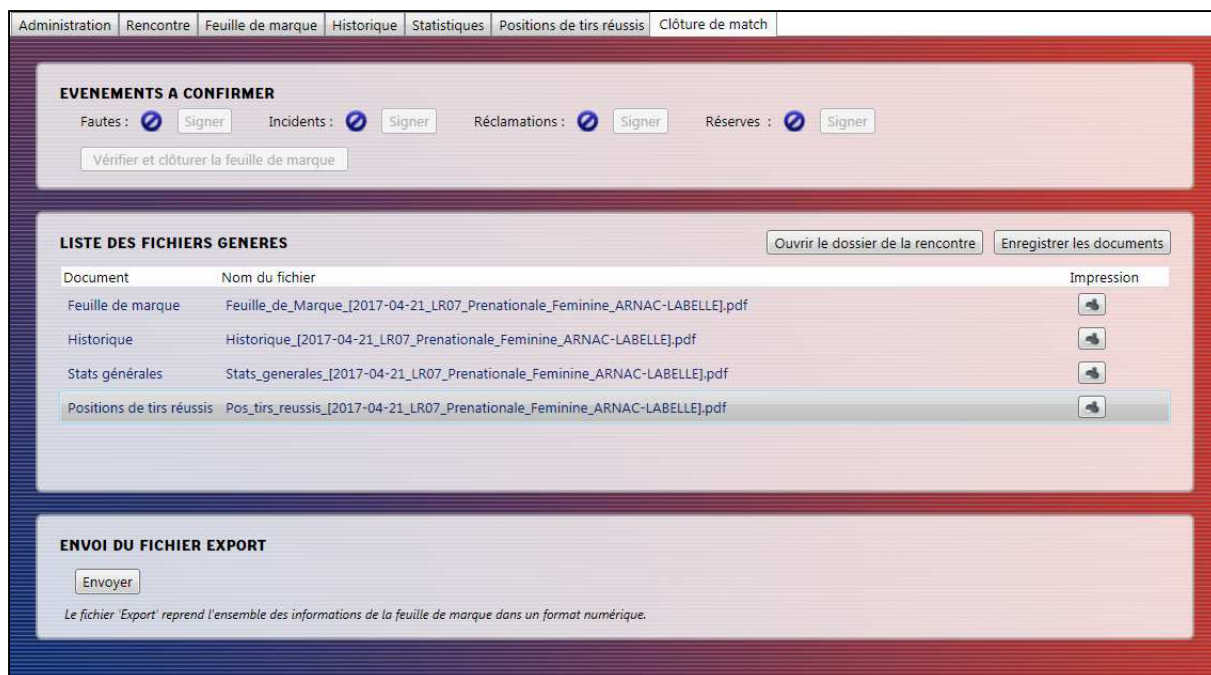 Administration Rencontre Feuille de marque Historique Statistiques Positions de tirs réussis Clôture de match
EVENEMENTS A CONFIRMER
Fautes : Signer Incidents : Signer Réclamations : Signer Réserves : Signer
Vérifier et clôturer la feuille de marque
LISTE DES FICHIERS GENERES Ouvrir le dossier de la rencontre Enregistrer les documents
Document Nom du fichier Impression
Feuille de marque Feuille_de_Marque_[2017-04-21_LR07_Prenationale_Feminine_ARNAC-LABELLE].pdf
Historique Historique_[2017-04-21_LR07_Prenationale_Feminine_ARNAC-LABELLE].pdf
Stats générales Stats_generales_[2017-04-21_LR07_Prenationale_Feminine_ARNAC-LABELLE].pdf
Positions de tirs réussis Pos_tirs_reussis_[2017-04-21_LR07_Prenationale_Feminine_ARNAC-LABELLE].pdf
ENVOI DU FICHIER EXPORT
Envoyer
Le fichier 'Export' reprend l'ensemble des informations de la feuille de marque dans un format numérique.